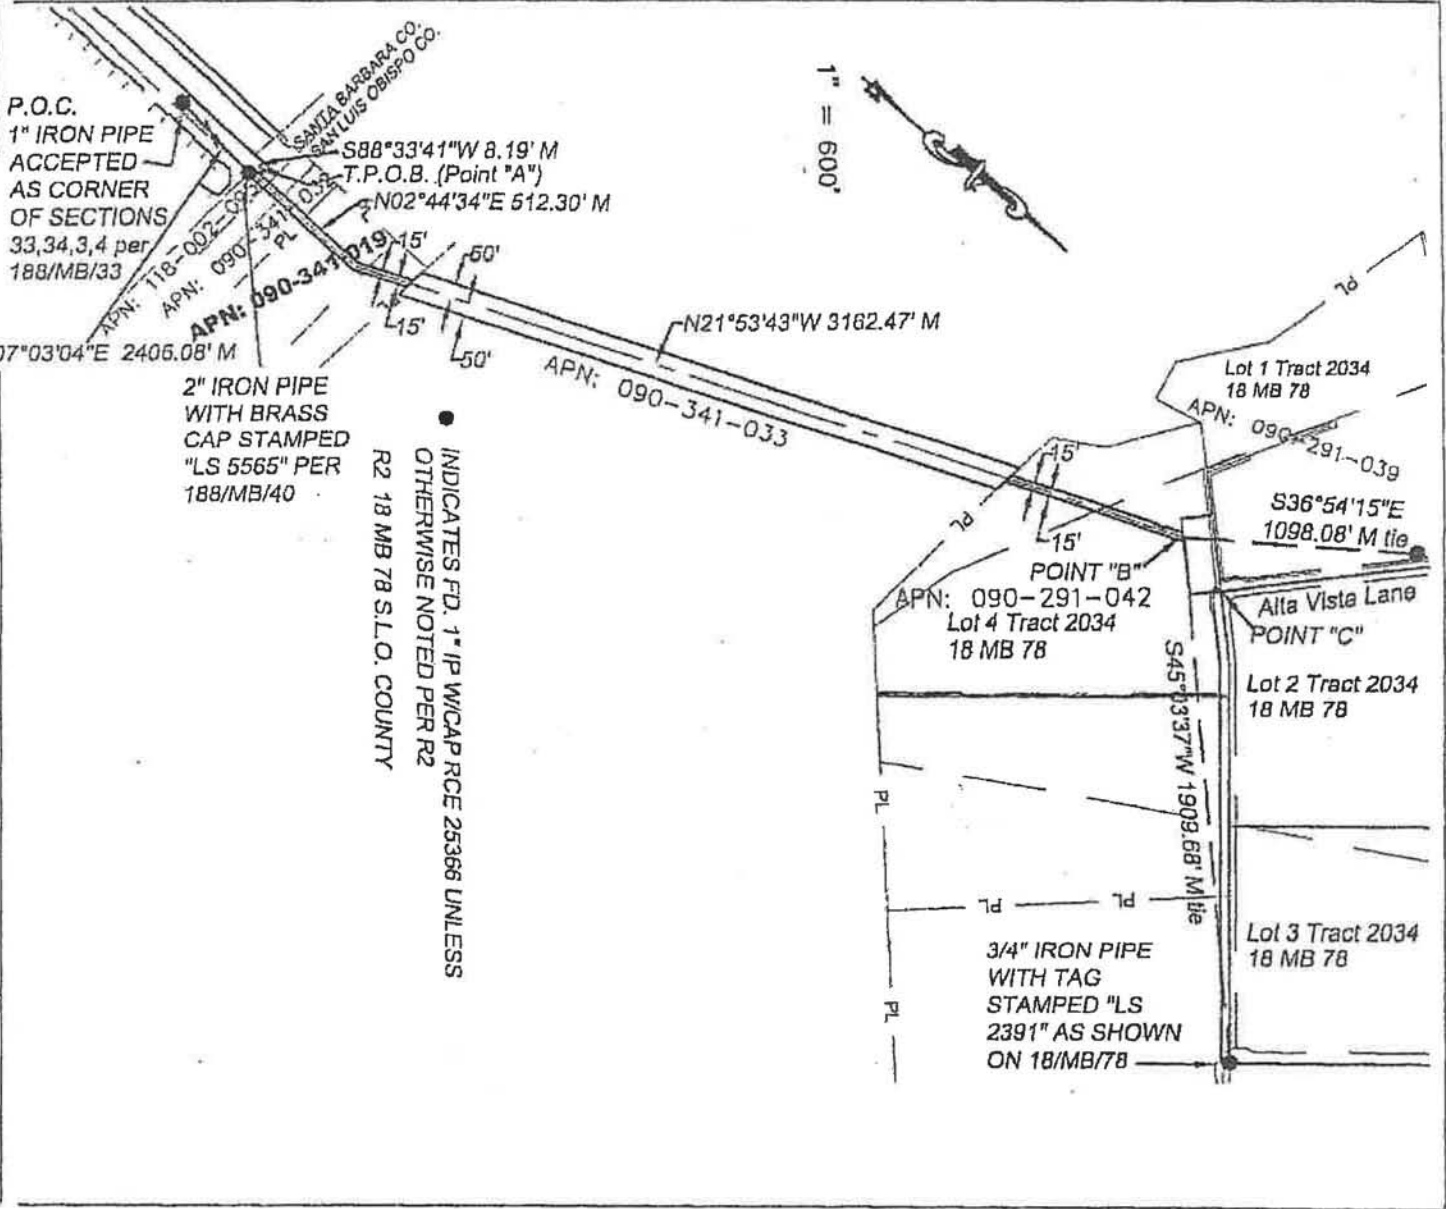 P.O.C.
1" IRON PIPE
ACCEPTED
AS CORNER
OF SECTIONS
33,34,3,4 per
188/MB/33
SANTA BARBARA CO.
SAN LUIS OBISPO CO.
S88°33'41"W 8.19' M
T.P.O.B. (Point "A")
N02°44'34"E 512.30' M
1" = 600'
APN: 118-002-
APN: 090-341-
PL
APN: 090-341-019
07°03'04"E 2406.08' M
2" IRON PIPE
WITH BRASS
CAP STAMPED
"LS 5565" PER
188/MB/40
15'
15'
50'
50'
N21°53'43"W 3162.47' M
APN: 090-341-033
INDICATES FD. 1" IP W/CAP RCE 25366 UNLESS
OTHERWISE NOTED PER R2
R2 18 MB 78 S.L.O. COUNTY
PL
Lot 1 Tract 2034
18 MB 78
APN: 090-291-039
S36°54'15"E
1098.08' M tie
15'
15'
PL
POINT "B"
APN: 090-291-042
Lot 4 Tract 2034
18 MB 78
Alta Vista Lane
POINT "C"
S45°03'37"W 1909.68' M tie
Lot 2 Tract 2034
18 MB 78
PL
PL
PL
PL
Lot 3 Tract 2034
18 MB 78
3/4" IRON PIPE
WITH TAG
STAMPED "LS
2391" AS SHOWN
ON 18/MB/78